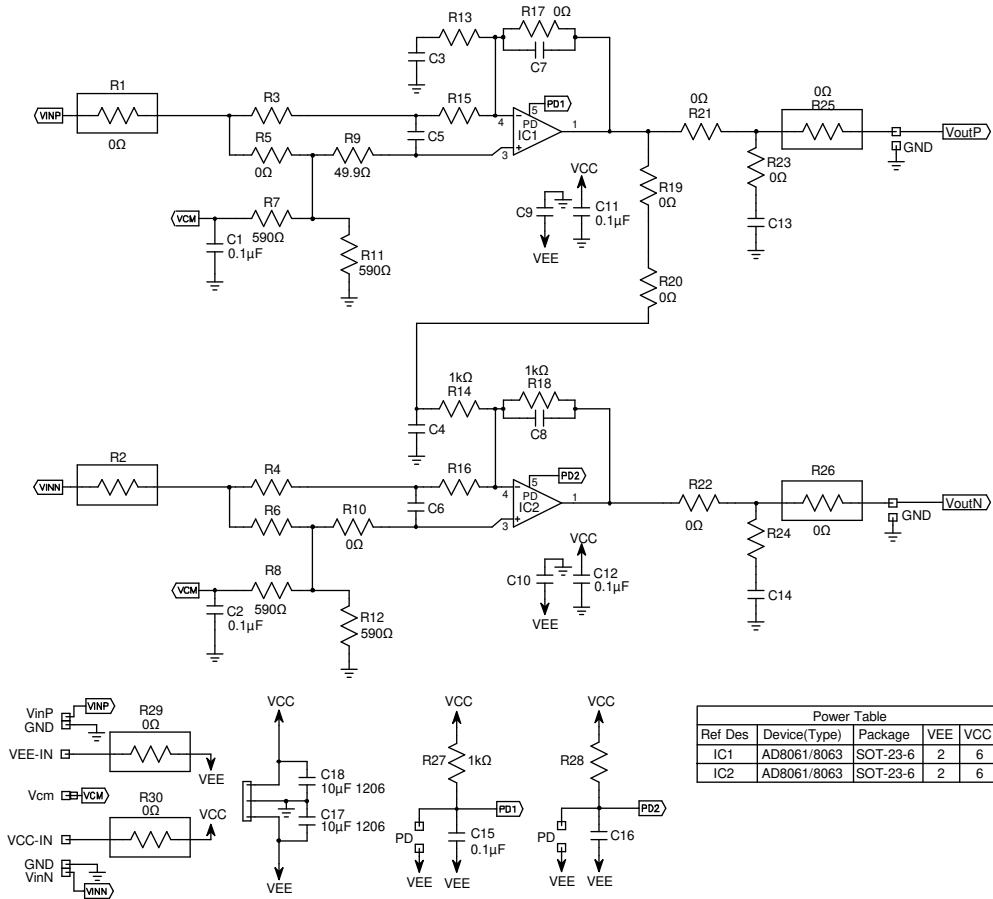 R13
R17 0Ω
C3
C7
R1
VINP
0Ω
R3
R15
PD1
5
4
PD
IC1
1
3
C5
R5
0Ω
R9
49.9Ω
0Ω
R21
0Ω
R25
VoutP
GND
R23
0Ω
C13
VCM
R7
590Ω
C1
0.1µF
R11
590Ω
VCC
C9
C11
0.1µF
VEE
R19
0Ω
R20
0Ω
1kΩ
R14
1kΩ
R18
C4
C8
R2
VINN
R4
R16
PD2
5
4
PD
IC2
1
3
C6
R6
R10
0Ω
R22
0Ω
R26
0Ω
VoutN
GND
R24
C14
VCM
R8
590Ω
C2
0.1µF
R12
590Ω
VCC
C10
C12
0.1µF
VEE
VinP
GND
VINP
R29
0Ω
VEE-IN
VEE
Vcm
VCM
R30
0Ω
VCC
VCC-IN
GND
VinN
VINN
VCC
C18
10µF 1206
C17
10µF 1206
VEE
VCC
R27
1kΩ
PD1
PD
C15
0.1µF
VEE
VEE
VCC
R28
PD2
PD
C16
VEE
VEE
Power Table
Ref Des Device(Type) Package VEE VCC
IC1 AD8061/8063 SOT-23-6 2 6
IC2 AD8061/8063 SOT-23-6 2 6